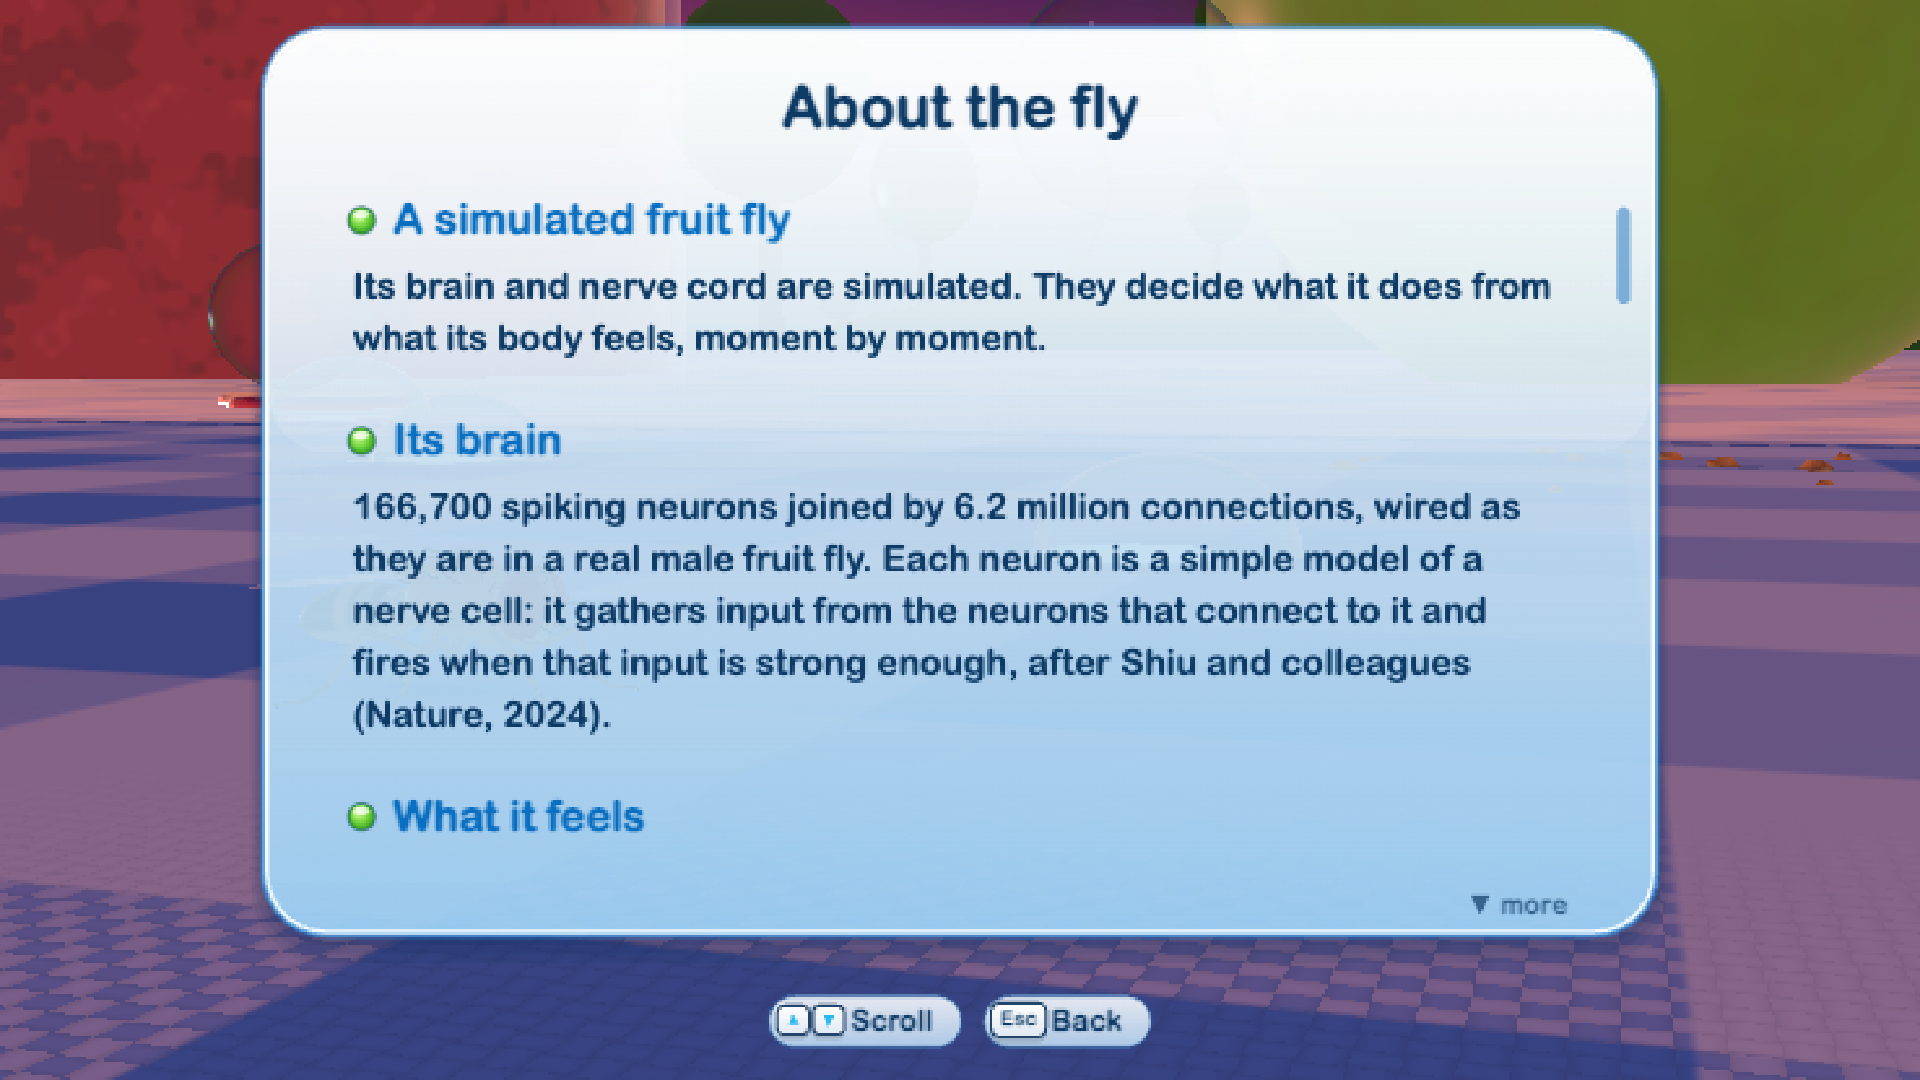 About the fly
A simulated fruit fly
Its brain and nerve cord are simulated. They decide what it does from
what its body feels, moment by moment.
Its brain
166,700 spiking neurons joined by 6.2 million connections, wired as
they are in a real male fruit fly. Each neuron is a simple model of a
nerve cell: it gathers input from the neurons that connect to it and
fires when that input is strong enough, after Shiu and colleagues
(Nature, 2024).
What it feels
▼ more
▲ ▼ Scroll Esc Back